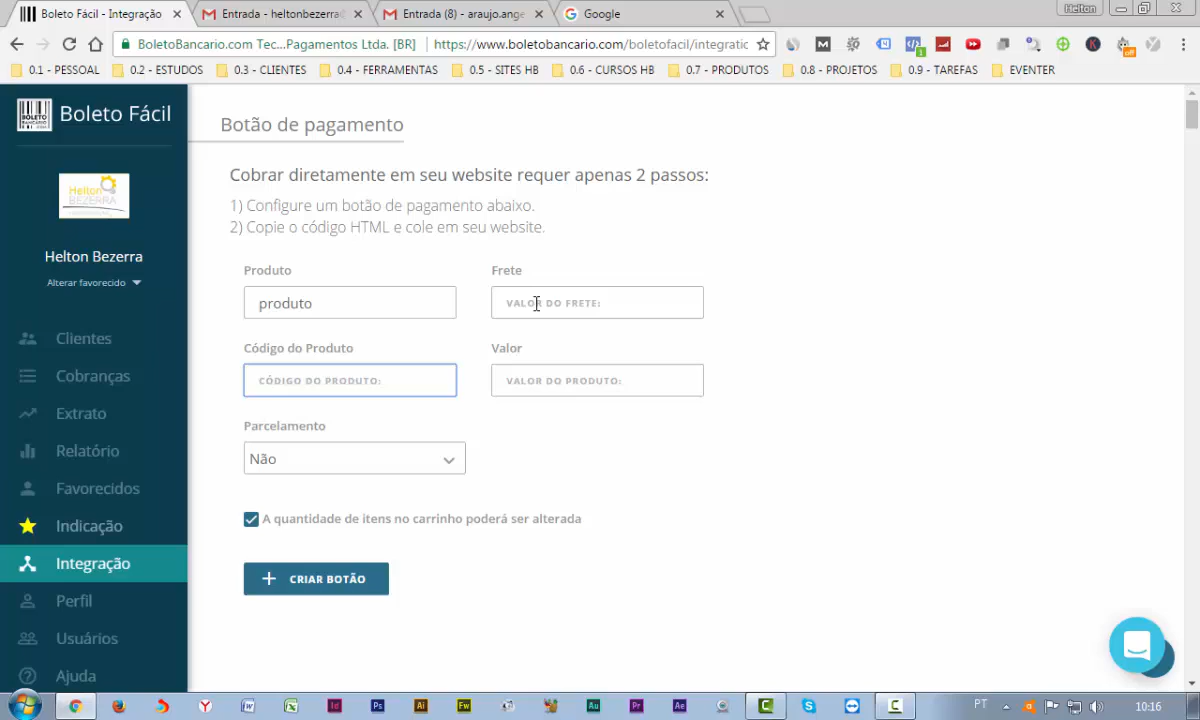 Boleto Fácil - Integração
Entrada - heltonbezerra@
Entrada (8) - araujo.ange
Google
Helton
BoletoBancario.com Tec...Pagamentos Ltda. [BR]
https://www.boletobancario.com/boletofacil/integratic
0.1 - PESSOAL
0.2 - ESTUDOS
0.3 - CLIENTES
0.4 - FERRAMENTAS
0.5 - SITES HB
0.6 - CURSOS HB
0.7 - PRODUTOS
0.8 - PROJETOS
0.9 - TAREFAS
EVENTER
BOLETO
BANCÁRIO
Boleto Fácil
Helton
BEZERRA
Helton Bezerra
Alterar favorecido
Clientes
Cobranças
Extrato
Relatório
Favorecidos
Indicação
Integração
Perfil
Usuários
Ajuda
Botão de pagamento
Cobrar diretamente em seu website requer apenas 2 passos:
1) Configure um botão de pagamento abaixo.
2) Copie o código HTML e cole em seu website.
Produto
Frete
produto
VALOR DO FRETE:
Código do Produto
Valor
CÓDIGO DO PRODUTO:
VALOR DO PRODUTO:
Parcelamento
Não
A quantidade de itens no carrinho poderá ser alterada
+ CRIAR BOTÃO
PT
10:16